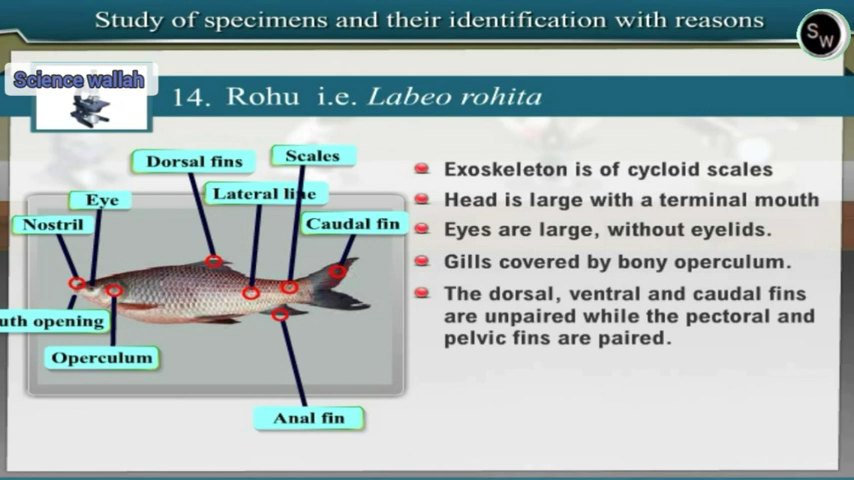 Study of specimens and their identification with reasons
SW
Science wallah
14. Rohu i.e. Labeo rohita
Dorsal fins
Scales
Eye
Lateral line
Nostril
Caudal fin
uth opening
Operculum
Anal fin
Exoskeleton is of cycloid scales
Head is large with a terminal mouth
Eyes are large, without eyelids.
Gills covered by bony operculum.
The dorsal, ventral and caudal fins
are unpaired while the pectoral and
pelvic fins are paired.